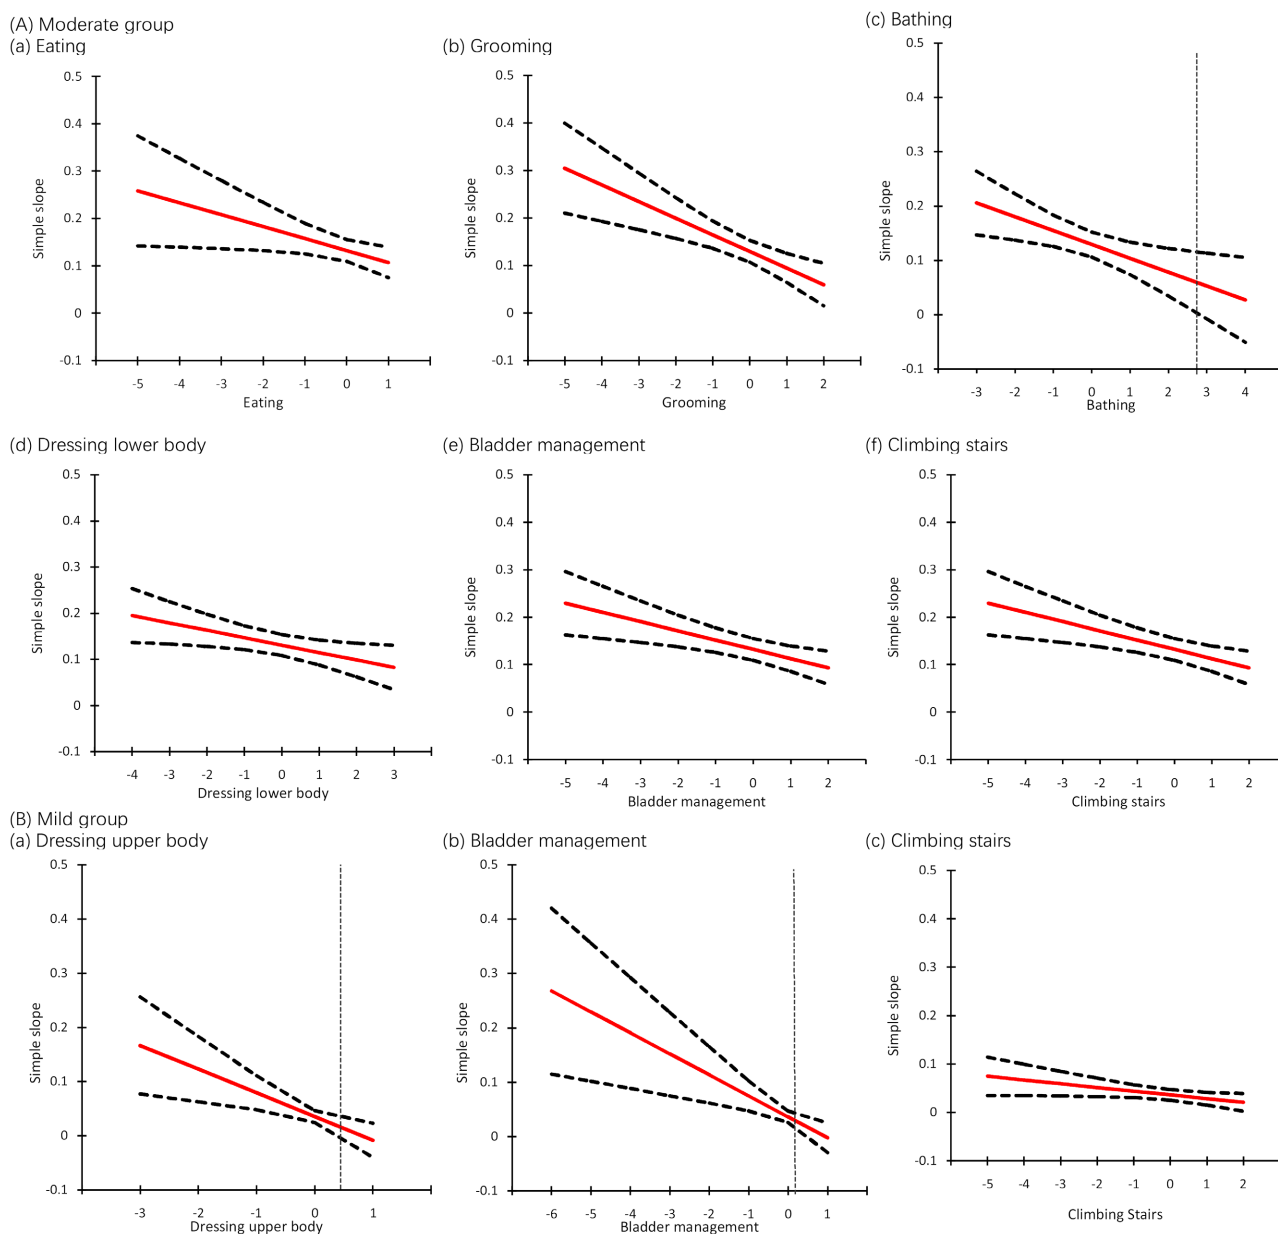 (A) Moderate group
(a) Eating
0.5
0.4
0.3
0.2
0.1
0
-0.1
Simple slope
-5 -4 -3 -2 -1 0 1
Eating
(b) Grooming
0.5
0.4
0.3
0.2
0.1
0
-0.1
Simple slope
-5 -4 -3 -2 -1 0 1 2
Grooming
(c) Bathing
0.5
0.4
0.3
0.2
0.1
0
-0.1
Simple slope
-3 -2 -1 0 1 2 3 4
Bathing
(d) Dressing lower body
0.5
0.4
0.3
0.2
0.1
0
-0.1
Simple slope
-4 -3 -2 -1 0 1 2 3
Dressing lower body
(e) Bladder management
0.5
0.4
0.3
0.2
0.1
0
-0.1
Simple slope
-5 -4 -3 -2 -1 0 1 2
Bladder management
(f) Climbing stairs
0.5
0.4
0.3
0.2
0.1
0
-0.1
Simple slope
-5 -4 -3 -2 -1 0 1 2
Climbing stairs
(B) Mild group
(a) Dressing upper body
0.5
0.4
0.3
0.2
0.1
0
-0.1
Simple slope
-3 -2 -1 0 1
Dressing upper body
(b) Bladder management
0.5
0.4
0.3
0.2
0.1
0
-0.1
Simple slope
-6 -5 -4 -3 -2 -1 0 1
Bladder management
(c) Climbing stairs
0.5
0.4
0.3
0.2
0.1
0
-0.1
Simple slope
-5 -4 -3 -2 -1 0 1 2
Climbing Stairs